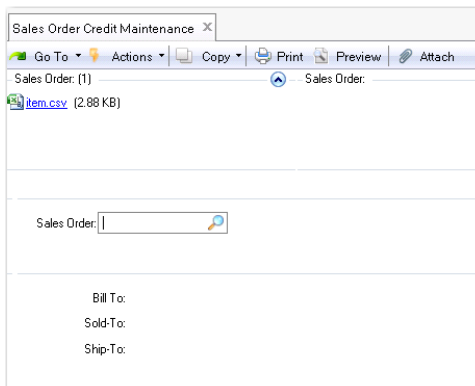 Sales Order Credit Maintenance X
Go To Actions Copy Print Preview Attach
Sales Order: (1) Sales Order:
item.csv (2.88 KB)
Sales Order:
Bill To:
Sold-To:
Ship-To: